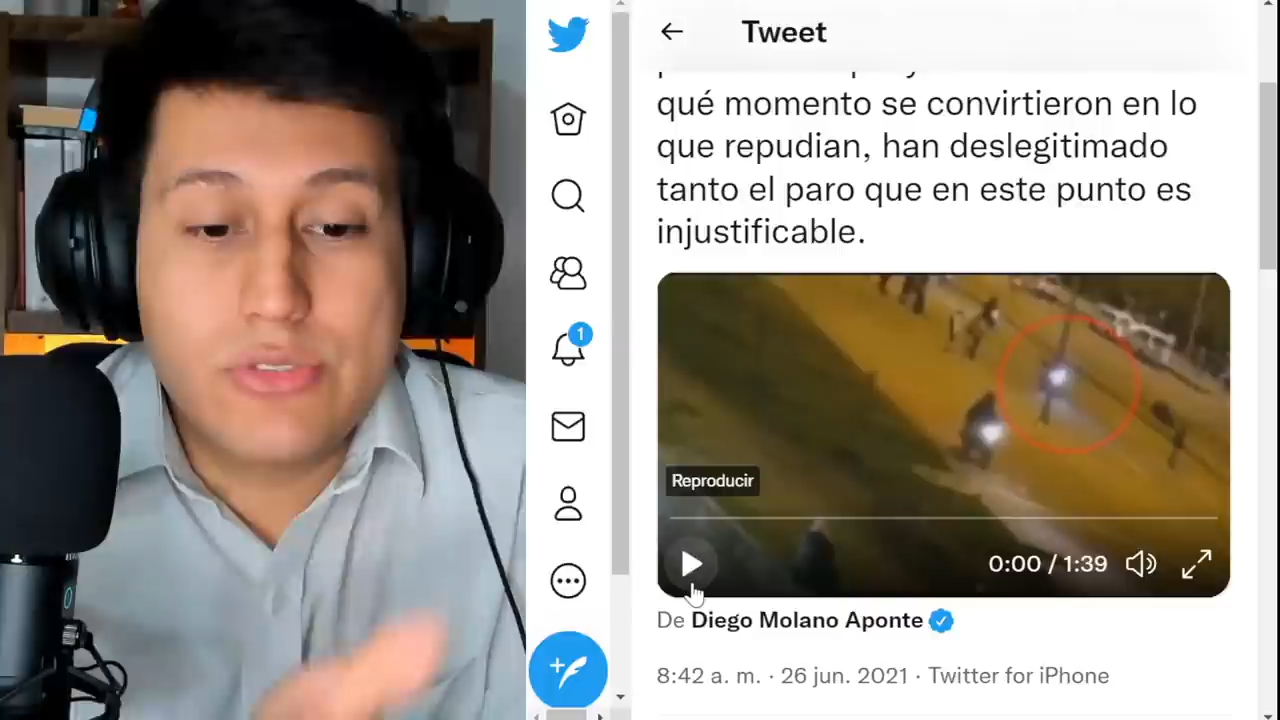 Tweet
qué momento se convirtieron en lo
que repudian, han deslegitimado
tanto el paro que en este punto es
injustificable.
1
Reproducir
0:00 / 1:39
De Diego Molano Aponte
8:42 a. m. · 26 jun. 2021 · Twitter for iPhone